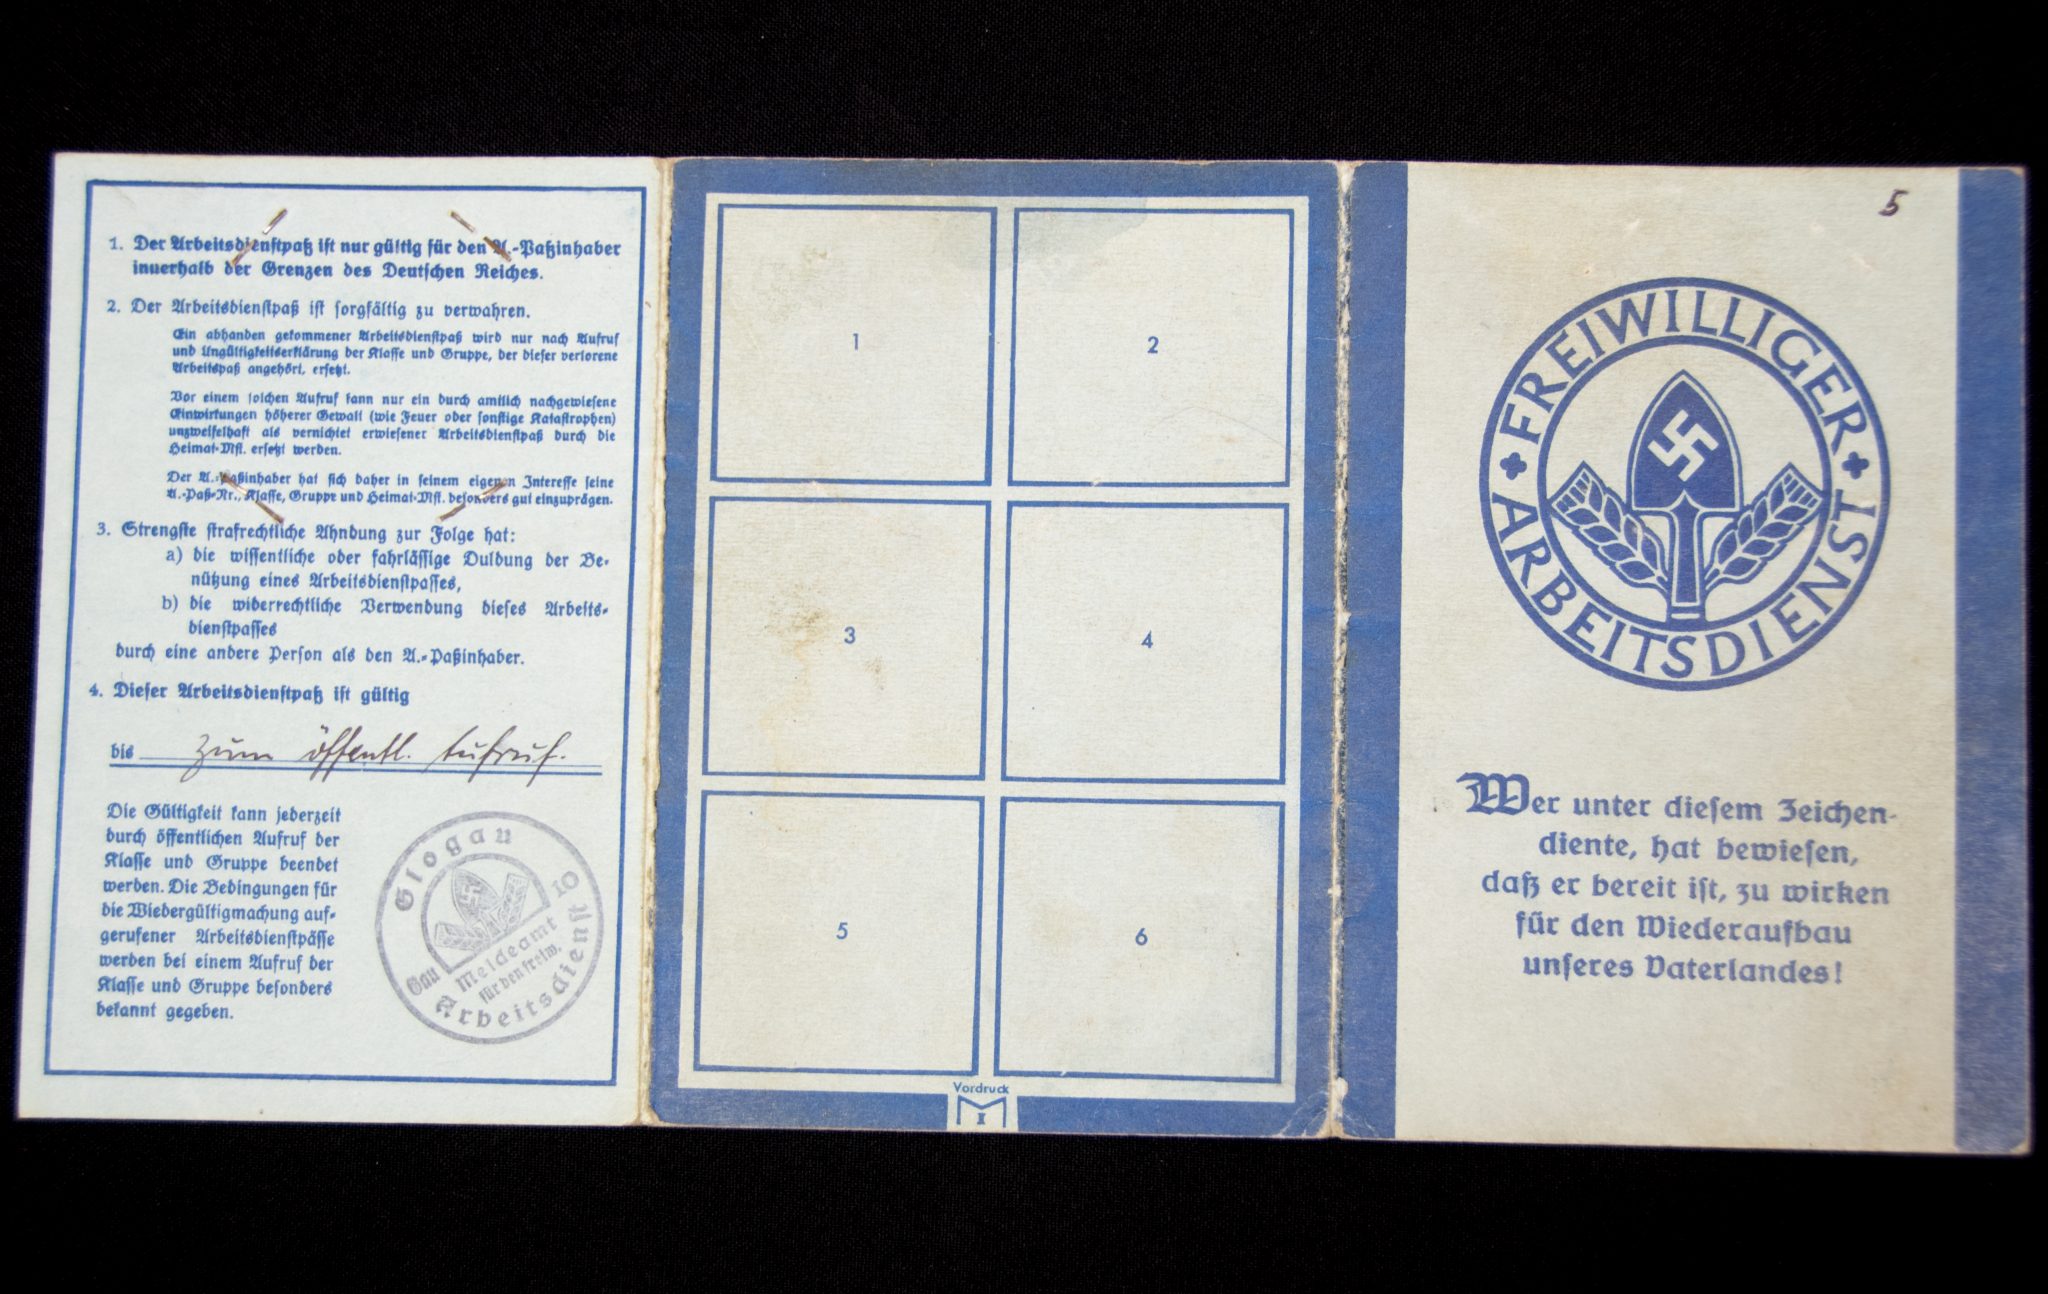 1. Der Arbeitsdienstpaß ist nur gültig für den A.-Paßinhaber
innerhalb der Grenzen des Deutschen Reiches.
2. Der Arbeitsdienstpaß ist sorgfältig zu verwahren.
Ein abhanden gekommener Arbeitsdienstpaß wird nur nach Aufruf
und Ungültigkeitserklärung der Klasse und Gruppe, der dieser verlorene
Arbeitspaß angehört, ersetzt.
Vor einem solchen Aufruf kann nur ein durch amtlich nachgewiesene
Einwirkungen höherer Gewalt (wie Feuer oder sonstige Katastrophen)
unzweifelhaft als vernichtet erwiesener Arbeitsdienstpaß durch die
Heimat-Mst. ersetzt werden.
Der A.-Paßinhaber hat sich daher in seinem eigenen Interesse seine
A.-Paß-Nr., Klasse, Gruppe und Heimat-Mst. besonders gut einzuprägen.
3. Strengste strafrechtliche Ahndung zur Folge hat:
a) die wissentliche oder fahrlässige Duldung der Be-
nützung eines Arbeitsdienstpasses,
b) die widerrechtliche Verwendung dieses Arbeits-
dienstpasses
durch eine andere Person als den A.-Paßinhaber.
4. Dieser Arbeitsdienstpaß ist gültig
bis zum öffentl. Aufruf.
Die Gültigkeit kann jederzeit
durch öffentlichen Aufruf der
Klasse und Gruppe beendet
werden. Die Bedingungen für
die Wiedergültigmachung auf-
gerufener Arbeitsdienstpässe
werden bei einem Aufruf der
Klasse und Gruppe besonders
bekannt gegeben.
Glogau
Meldeamt
für den freiw.
Gau Arbeitsdienst 10
1
2
3
4
5
6
Vordruck
M I
5
FREIWILLIGER
ARBEITSDIENST
Wer unter diesem Zeichen-
diente, hat bewiesen,
daß er bereit ist, zu wirken
für den Wiederaufbau
unseres Vaterlandes!